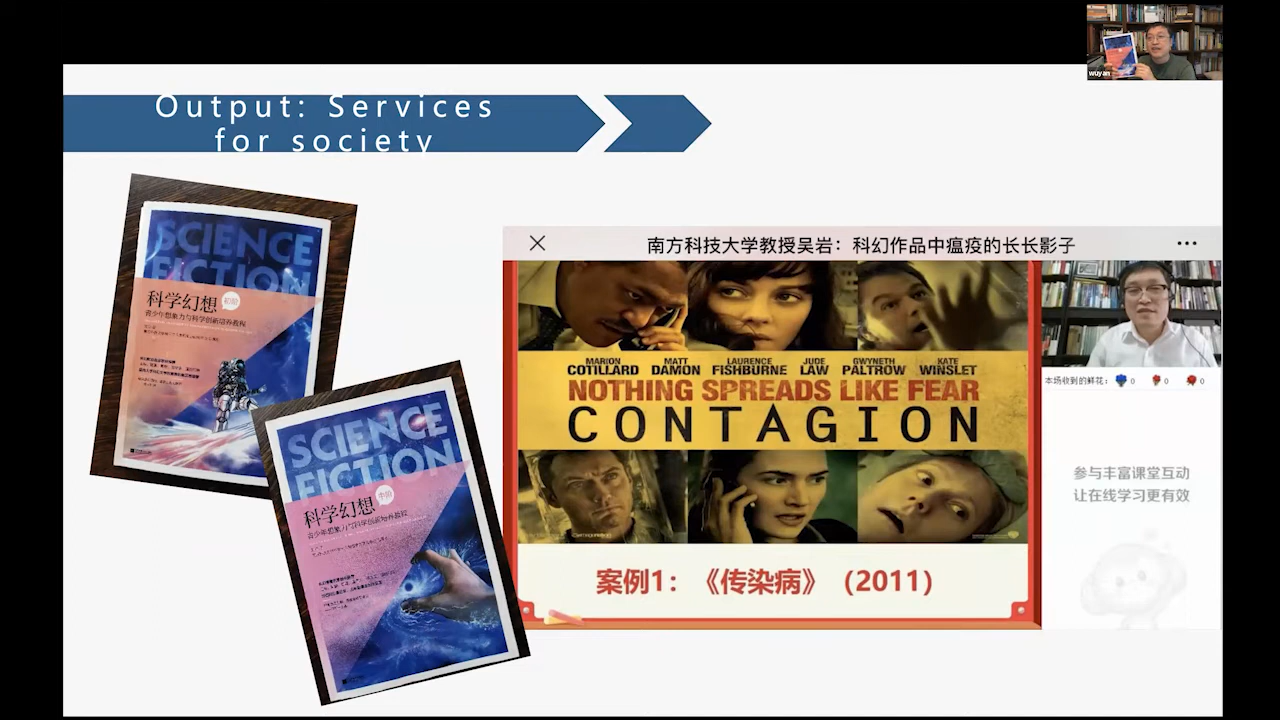 wuyan
Output: Services
for society
SCIENCE
FICTION
科学幻想 初阶
青少年想象力与科学创新培养教程
SCIENCE
FICTION
科学幻想 中阶
青少年想象力与科学创新培养教程
南方科技大学教授吴岩：科幻作品中瘟疫的长长影子
MARION COTILLARD MATT DAMON LAURENCE FISHBURNE JUDE LAW GWYNETH PALTROW KATE WINSLET
NOTHING SPREADS LIKE FEAR
CONTAGION
案例1：《传染病》（2011）
本场收到的鲜花： 0 0 0
参与丰富课堂互动
让在线学习更有效